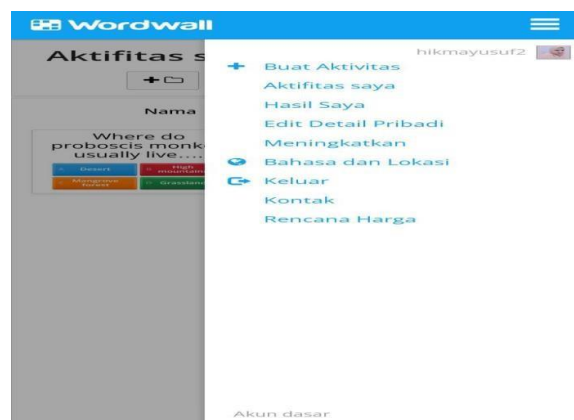 Wordwall
Aktifitas s
Nama
Where do
proboscis monk
usually live....
Desert
High
mountains
Mangrove
forest
Grassland
hikmayusuf2
Buat Aktivitas
Aktifitas saya
Hasil Saya
Edit Detail Pribadi
Meningkatkan
Bahasa dan Lokasi
Keluar
Kontak
Rencana Harga
Akun dasar